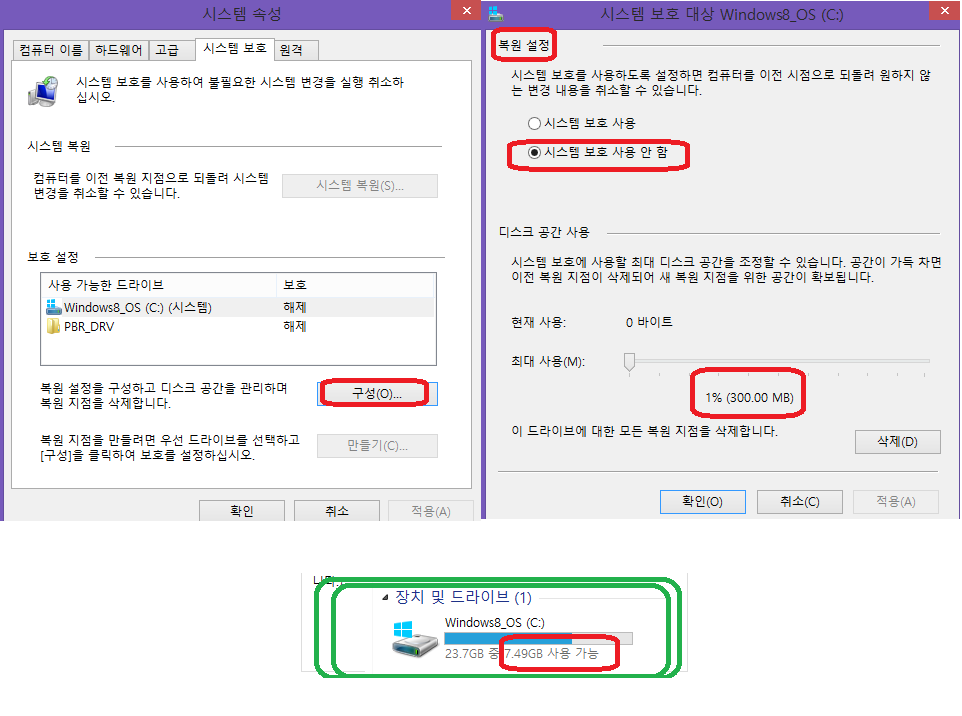 시스템 속성
컴퓨터 이름
하드웨어
고급
시스템 보호
원격
시스템 보호를 사용하여 불필요한 시스템 변경을 실행 취소하
십시오.
시스템 복원
컴퓨터를 이전 복원 지점으로 되돌려 시스템
변경을 취소할 수 있습니다.
시스템 복원(S)...
보호 설정
사용 가능한 드라이브 보호
Windows8_OS (C:) (시스템) 해제
PBR_DRV 해제
복원 설정을 구성하고 디스크 공간을 관리하며
복원 지점을 삭제합니다.
구성(O)...
복원 지점을 만들려면 우선 드라이브를 선택하고
[구성]을 클릭하여 보호를 설정하십시오.
만들기(C)...
확인
취소
적용(A)
시스템 보호 대상 Windows8_OS (C:)
복원 설정
시스템 보호를 사용하도록 설정하면 컴퓨터를 이전 시점으로 되돌려 원하지 않
는 변경 내용을 취소할 수 있습니다.
시스템 보호 사용
시스템 보호 사용 안 함
디스크 공간 사용
시스템 보호에 사용할 최대 디스크 공간을 조정할 수 있습니다. 공간이 가득 차면
이전 복원 지점이 삭제되어 새 복원 지점을 위한 공간이 확보됩니다.
현재 사용: 0 바이트
최대 사용(M):
1% (300.00 MB)
이 드라이브에 대한 모든 복원 지점을 삭제합니다.
삭제(D)
확인(O)
취소(C)
적용(A)
장치 및 드라이브 (1)
Windows8_OS (C:)
23.7GB 중 7.49GB 사용 가능